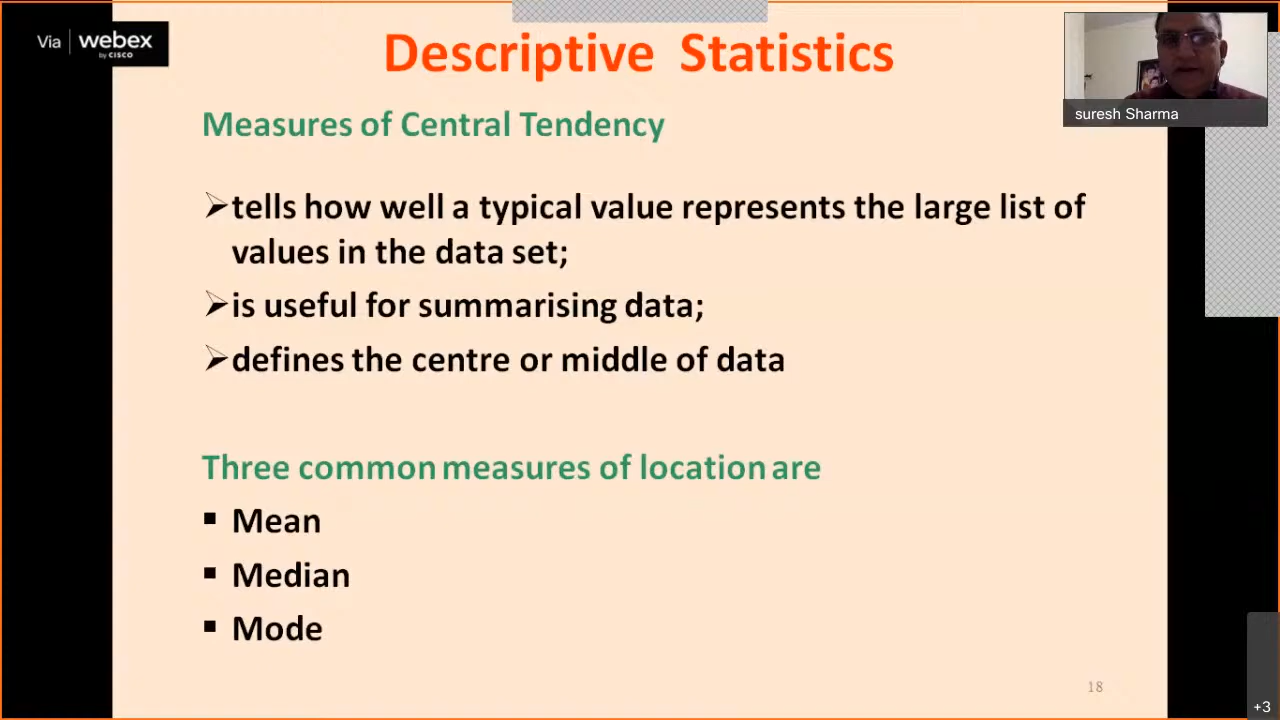 Via webex
by CISCO
Descriptive Statistics
suresh Sharma
Measures of Central Tendency
tells how well a typical value represents the large list of
values in the data set;
is useful for summarising data;
defines the centre or middle of data
Three common measures of location are
Mean
Median
Mode
18
+3